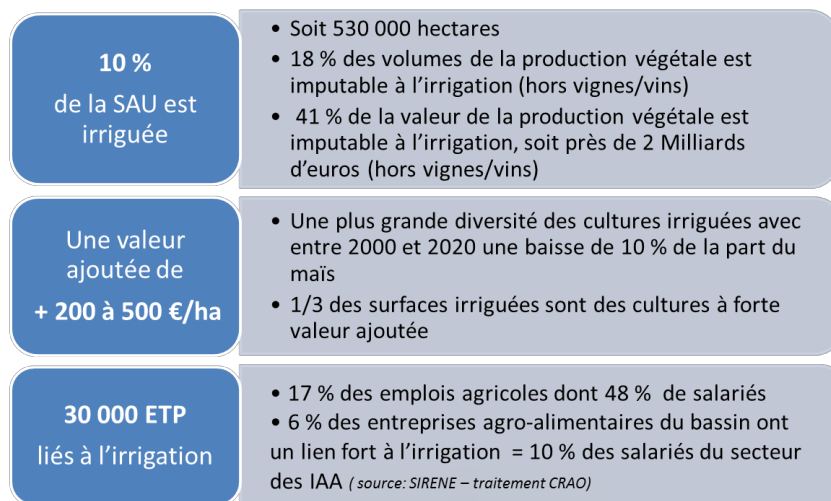 10 %
de la SAU est
irriguée
• Soit 530 000 hectares
• 18 % des volumes de la production végétale est
imputable à l’irrigation (hors vignes/vins)
• 41 % de la valeur de la production végétale est
imputable à l’irrigation, soit près de 2 Milliards
d’euros (hors vignes/vins)
Une valeur
ajoutée de
+ 200 à 500 €/ha
• Une plus grande diversité des cultures irriguées avec
entre 2000 et 2020 une baisse de 10 % de la part du
maïs
• 1/3 des surfaces irriguées sont des cultures à forte
valeur ajoutée
30 000 ETP
liés à l’irrigation
• 17 % des emplois agricoles dont 48 % de salariés
• 6 % des entreprises agro-alimentaires du bassin ont
un lien fort à l’irrigation = 10 % des salariés du secteur
des IAA ( source: SIRENE – traitement CRAO)